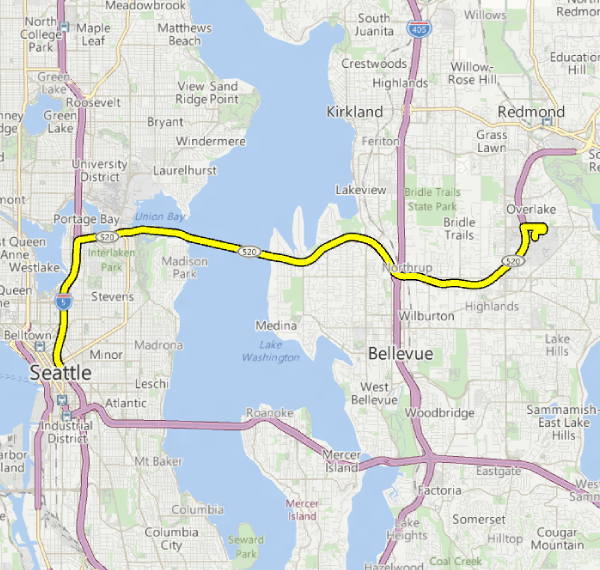 Meadowbrook
North
College
Park
Maple
Leaf
Matthews
Beach
South
Juanita
405
Willows
North
Redmond
Crestwoods
Highlands
Willow-
Rose Hill
Education
Hill
Green
Lake
Roosevelt
View
Sand
Ridge
Point
Kirkland
Redmond
Green
Lake
Bryant
Feriton
Grass
Lawn
Windermere
University
District
Laurelhurst
Lakeview
Bridle Trails
State Park
Overlake
Portage Bay
Union Bay
Bridle
Trails
520
West Queen
Anne
Interlaken
Park
Madison
Park
520
520
Westlake
Northrup
5
Stevens
Highlands
Medina
Wilburton
Belltown
Minor
Madrona
Lake
Washington
Bellevue
Lake
Hills
Seattle
Leschi
West
Bellevue
Atlantic
Roanoke
Woodbridge
Sammamish-
East Lake
Hills
Industrial
District
Mercer
Island
Harbor
Island
Mt Baker
Eastgate
Factoria
Columbia
Mercer
Island
Lake
Heights
Somerset
Columbia
City
Seward
Park
Hilltop
Cougar
Mountain
Coal Creek
Hazelwood